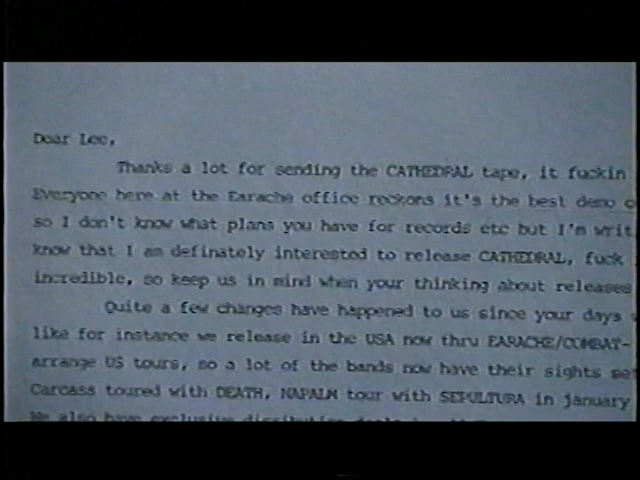 Dear Lee,
Thanks a lot for sending the CATHEDRAL tape, it fuckin
Everyone here at the Earache office reckons it's the best demo
so I don't know what plans you have for records etc but I'm writ
know that I am definately interested to release CATHEDRAL, fuck
incredible, so keep us in mind when your thinking about released
Quite a few changes have happened to us since your days
like for instance we release in the USA now thru EARACHE/COMBAT-
arrange US tours, so a lot of the bands now have their sights set
Carcass toured with DEATH, NAPALM tour with SEPULTURA in january
We also have exclusive